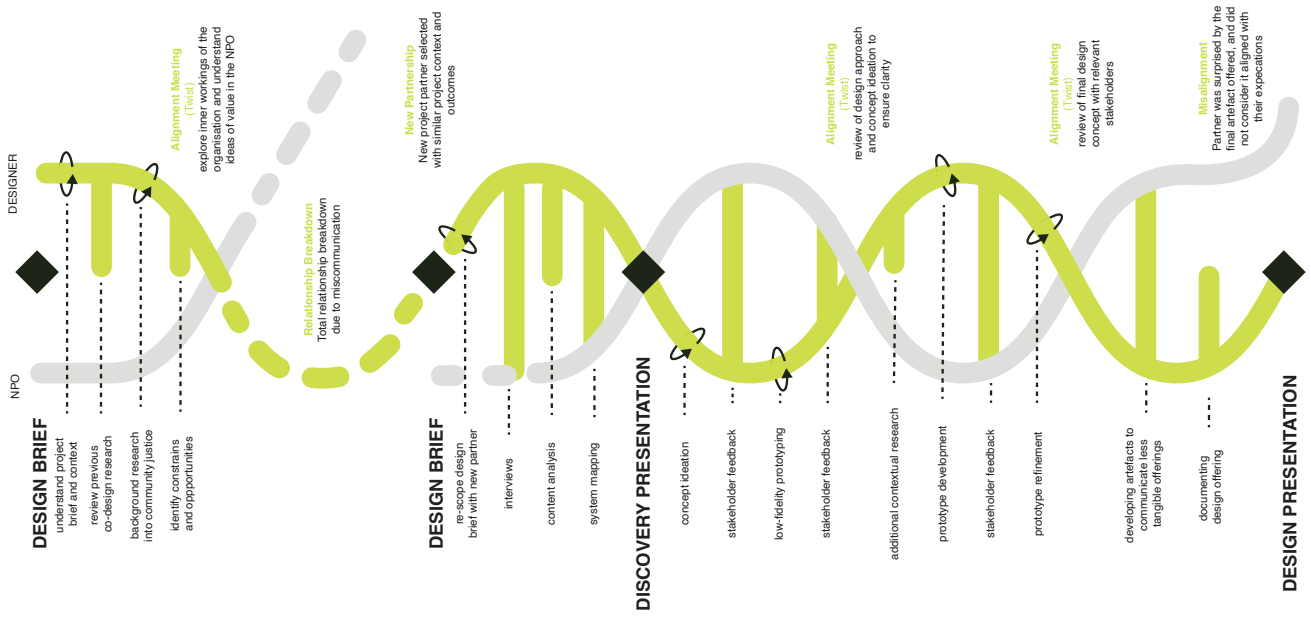 DESIGNER
NPO
DESIGN BRIEF
understand project
brief and context
review previous
co-design research
background research
into community justice
identify constrains
and oppportunities
Alignment Meeting
(Twist)
explore inner workings of the
organisation and understand
ideas of value in the NPO
Relationship Breakdown
Total relationship breakdown
due to miscommunication
New Partnership
New project partner selected
with similar project context and
outcomes
DESIGN BRIEF
re-scope design
brief with new partner
interviews
content analysis
system mapping
DISCOVERY PRESENTATION
concept ideation
stakeholder feedback
low-fidelity prototyping
stakeholder feedback
Alignment Meeting
(Twist)
review of design approach
and concept ideation to
ensure clarity
additional contextual research
prototype development
stakeholder feedback
prototype refinement
Alignment Meeting
(Twist)
review of final design
concept with relevant
stakeholders
developing artefacts to
communicate less
tangible offerings
documenting
design offering
Misalignment
Partner was surprised by the
final artefact offered, and did
not consider it aligned with
their expecations
DESIGN PRESENTATION